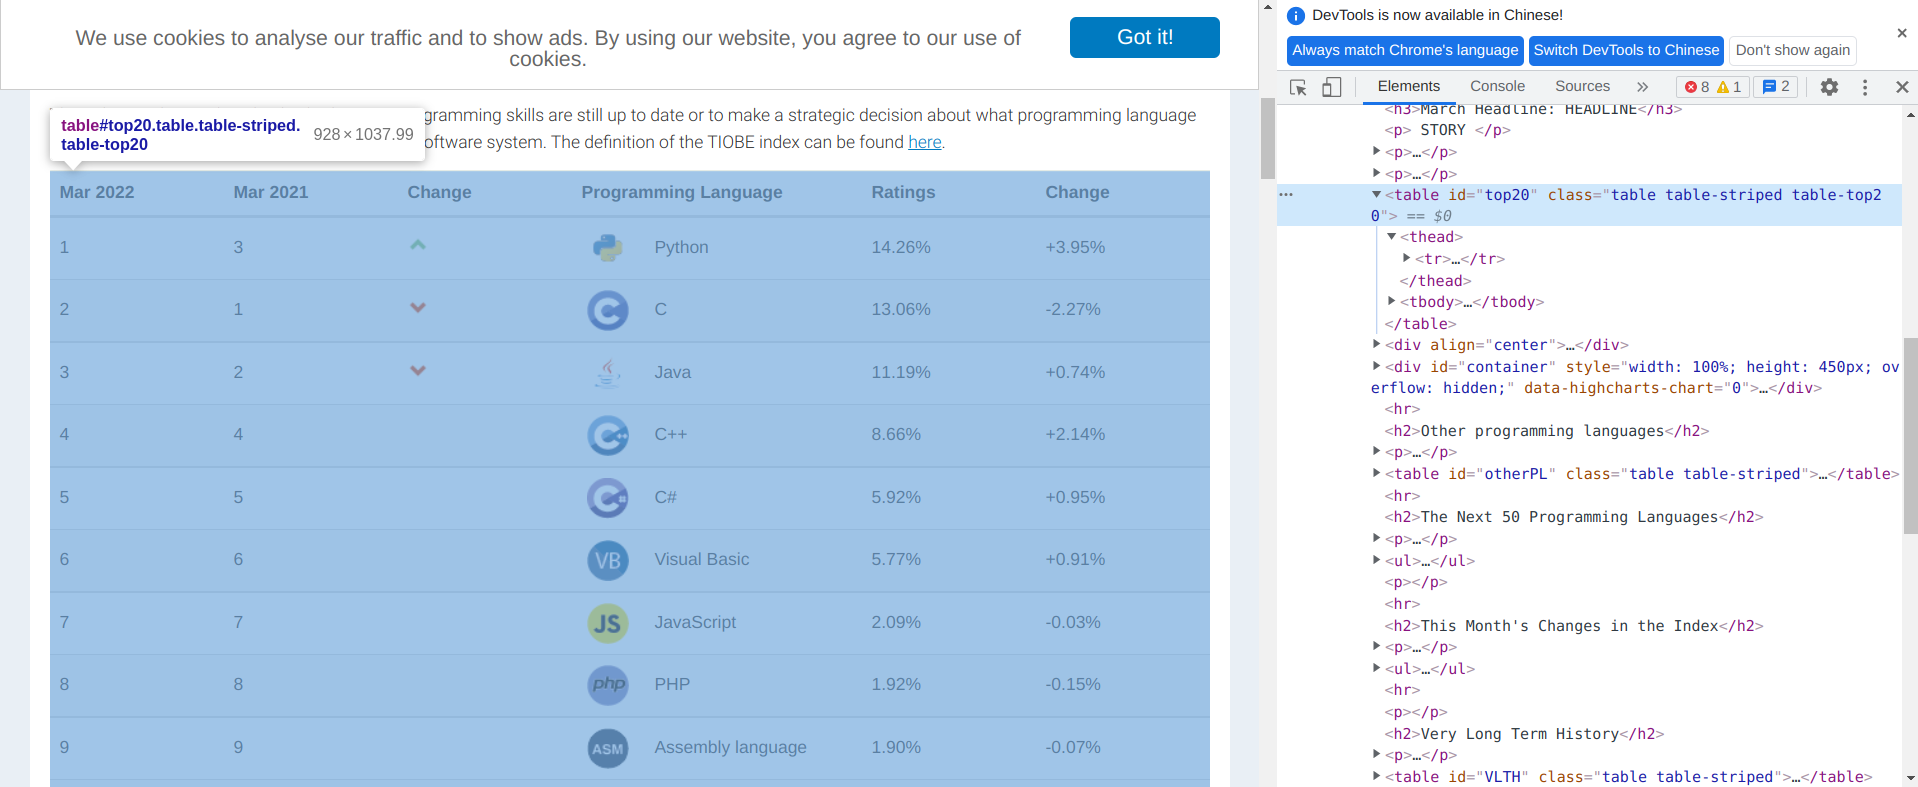 We use cookies to analyse our traffic and to show ads. By using our website, you agree to our use of
cookies.
Got it!
gramming skills are still up to date or to make a strategic decision about what programming language
oftware system. The definition of the TIOBE index can be found here.
table#top20.table.table-striped.
table-top20
928 × 1037.99
Mar 2022 Mar 2021 Change Programming Language Ratings Change
1 3 Python 14.26% +3.95%
2 1 C 13.06% -2.27%
3 2 Java 11.19% +0.74%
4 4 C++ 8.66% +2.14%
5 5 C# 5.92% +0.95%
6 6 VB Visual Basic 5.77% +0.91%
7 7 JS JavaScript 2.09% -0.03%
8 8 php PHP 1.92% -0.15%
9 9 ASM Assembly language 1.90% -0.07%
DevTools is now available in Chinese!
Always match Chrome's language Switch DevTools to Chinese Don't show again
Elements Console Sources 8 1 2
<h3>March Headline: HEADLINE</h3>
<p> STORY </p>
<p>…</p>
<p>…</p>
<table id="top20" class="table table-striped table-top2
0"> == $0
<thead>
<tr>…</tr>
</thead>
<tbody>…</tbody>
</table>
<div align="center">…</div>
<div id="container" style="width: 100%; height: 450px; ov
erflow: hidden;" data-highcharts-chart="0">…</div>
<hr>
<h2>Other programming languages</h2>
<p>…</p>
<table id="otherPL" class="table table-striped">…</table>
<hr>
<h2>The Next 50 Programming Languages</h2>
<p>…</p>
<ul>…</ul>
<p></p>
<hr>
<h2>This Month's Changes in the Index</h2>
<p>…</p>
<ul>…</ul>
<hr>
<p></p>
<h2>Very Long Term History</h2>
<p>…</p>
<table id="VLTH" class="table table-striped">…</table>